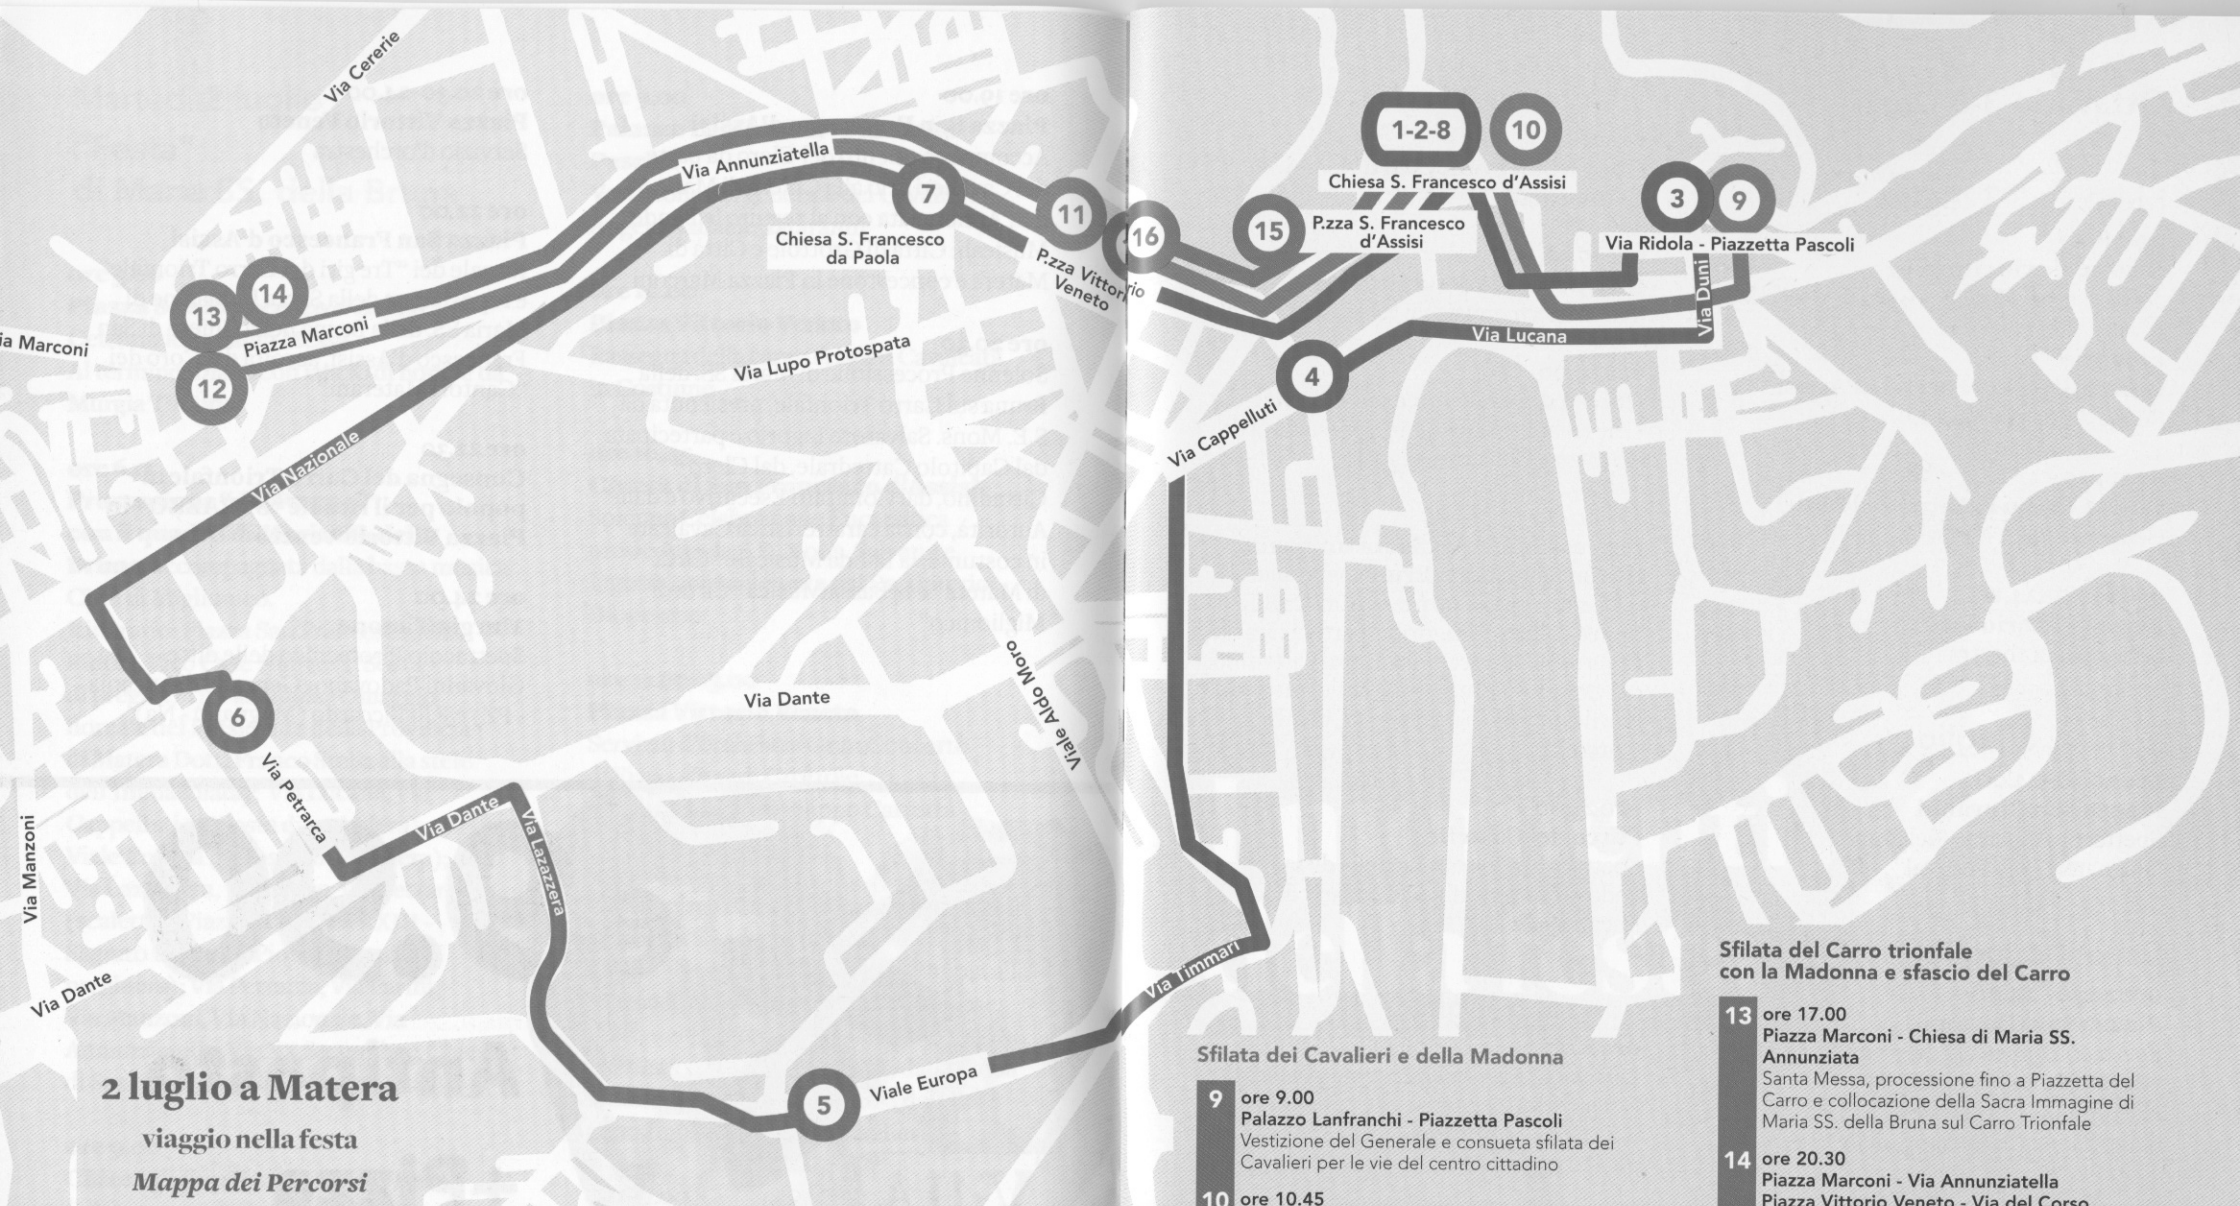 Via Cererie
1-2-8
10
Chiesa S. Francesco d'Assisi
Via Annunziatella
7
11
16
15
P.zza S. Francesco
d'Assisi
3
9
Via Ridola - Piazzetta Pascoli
Chiesa S. Francesco
da Paola
P.zza Vittorio
Veneto
Via Duni
13
14
Piazza Marconi
ia Marconi
12
Via Lupo Protospata
Via Lucana
4
Via Cappelluti
Via Nazionale
6
Via Petrarca
Via Dante
Viale Aldo Moro
Via Dante
Via Lazazzera
Via Manzoni
Via Dante
Via Timmari
5
Viale Europa
2 luglio a Matera
viaggio nella festa
Mappa dei Percorsi
Sfilata dei Cavalieri e della Madonna
9 ore 9.00
Palazzo Lanfranchi - Piazzetta Pascoli
Vestizione del Generale e consueta sfilata dei
Cavalieri per le vie del centro cittadino
10 ore 10.45
Sfilata del Carro trionfale
con la Madonna e sfascio del Carro
13 ore 17.00
Piazza Marconi - Chiesa di Maria SS.
Annunziata
Santa Messa, processione fino a Piazzetta del
Carro e collocazione della Sacra Immagine di
Maria SS. della Bruna sul Carro Trionfale
14 ore 20.30
Piazza Marconi - Via Annunziatella
Piazza Vittorio Veneto - Via del Corso